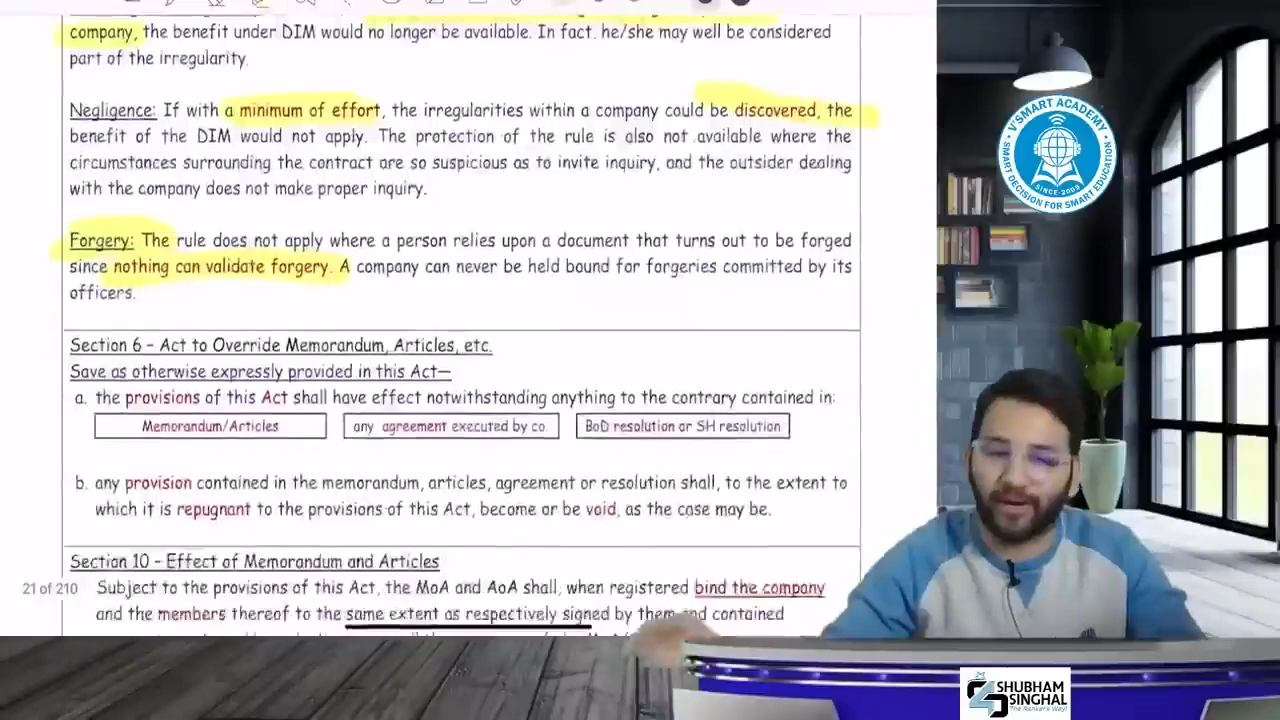 company, the benefit under DIM would no longer be available. In fact. he/she may well be considered
part of the irregularity.
Negligence: If with a minimum of effort, the irregularities within a company could be discovered, the
benefit of the DIM would not apply. The protection of the rule is also not available where the
circumstances surrounding the contract are so suspicious as to invite inquiry, and the outsider dealing
with the company does not make proper inquiry.
Forgery: The rule does not apply where a person relies upon a document that turns out to be forged
since nothing can validate forgery. A company can never be held bound for forgeries committed by its
officers.
Section 6 – Act to Override Memorandum, Articles, etc.
Save as otherwise expressly provided in this Act—
a. the provisions of this Act shall have effect notwithstanding anything to the contrary contained in:
Memorandum/Articles
any agreement executed by co.
BoD resolution or SH resolution
b. any provision contained in the memorandum, articles, agreement or resolution shall, to the extent to
which it is repugnant to the provisions of this Act, become or be void, as the case may be.
Section 10 – Effect of Memorandum and Articles
21 of 210
Subject to the provisions of this Act, the MoA and AoA shall, when registered bind the company
and the members thereof to the same extent as respectively signed by them and contained
V'SMART ACADEMY
SMART DECISION FOR SMART EDUCATION
SINCE-2009
SHUBHAM
SINGHAL
The Ranker's Way!